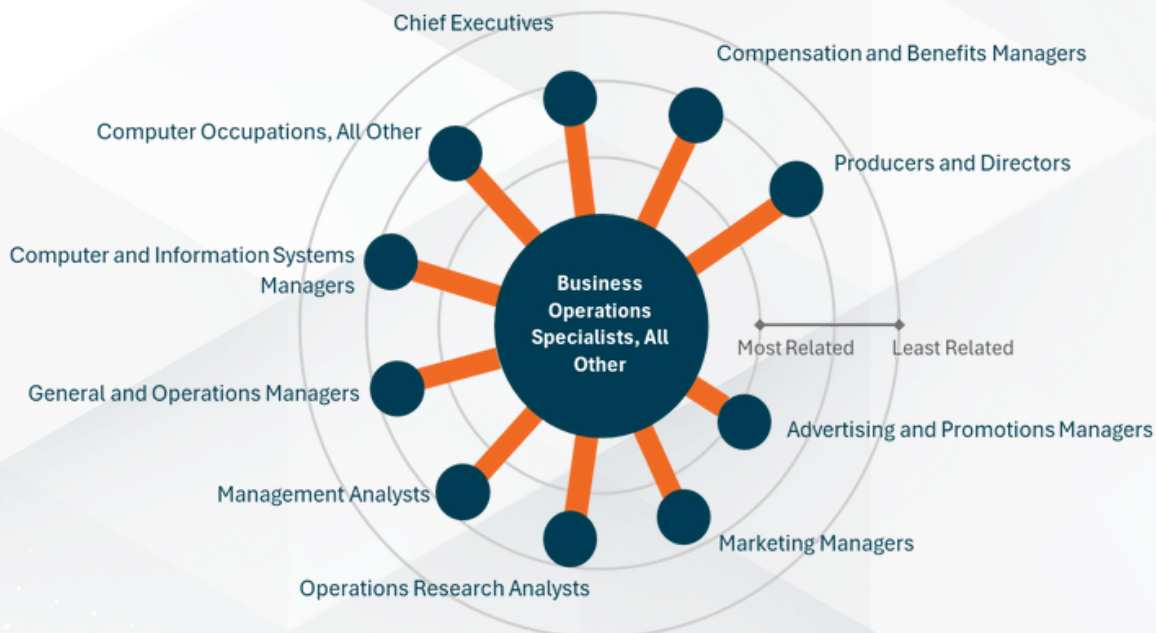 Chief Executives
Compensation and Benefits Managers
Computer Occupations, All Other
Producers and Directors
Computer and Information Systems
Managers
Business
Operations
Specialists, All
Other
Most Related
Least Related
General and Operations Managers
Advertising and Promotions Managers
Management Analysts
Marketing Managers
Operations Research Analysts